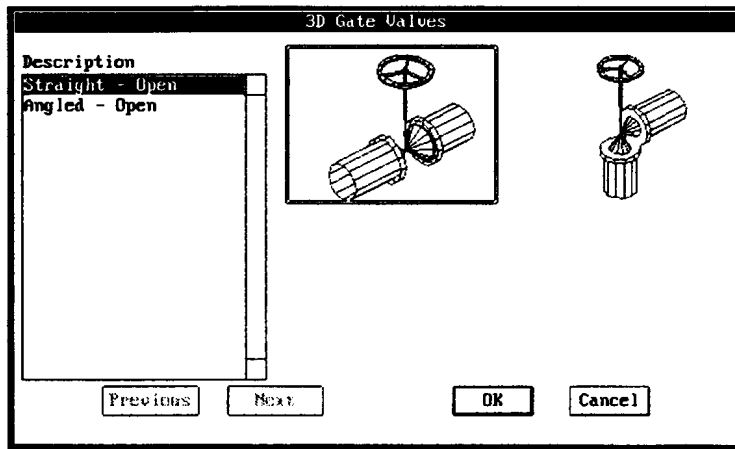 3D Gate Valves
Description
Straight - Open
Angled - Open
Previous
Next
OK
Cancel